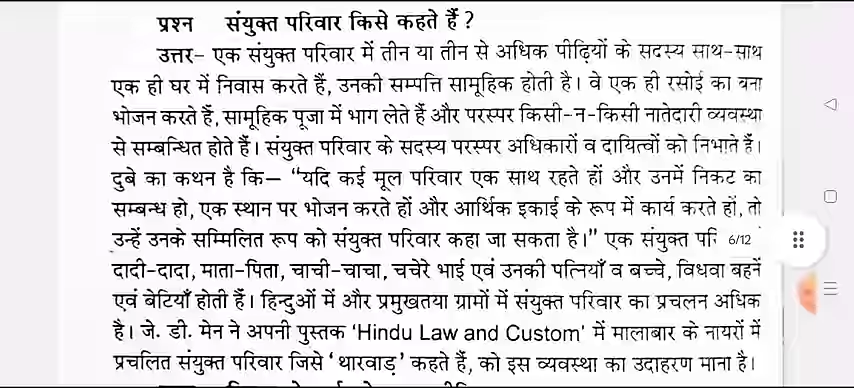 प्रश्न संयुक्त परिवार किसे कहते हैं ?
उत्तर– एक संयुक्त परिवार में तीन या तीन से अधिक पीढ़ियों के सदस्य साथ-साथ
एक ही घर में निवास करते हैं, उनकी सम्पत्ति सामूहिक होती है। वे एक ही रसोई का बना
भोजन करते हैं, सामूहिक पूजा में भाग लेते हैं और परस्पर किसी-न-किसी नातेदारी व्यवस्था
से सम्बन्धित होते हैं। संयुक्त परिवार के सदस्य परस्पर अधिकारों व दायित्वों को निभाते हैं।
दुबे का कथन है कि– “यदि कई मूल परिवार एक साथ रहते हों और उनमें निकट का
सम्बन्ध हो, एक स्थान पर भोजन करते हों और आर्थिक इकाई के रूप में कार्य करते हों, तो
उन्हें उनके सम्मिलित रूप को संयुक्त परिवार कहा जा सकता है।” एक संयुक्त 6/12
दादी-दादा, माता-पिता, चाची-चाचा, चचेरे भाई एवं उनकी पत्नियाँ व बच्चे, विधवा बहनें
एवं बेटियाँ होती हैं। हिन्दुओं में और प्रमुखतया ग्रामों में संयुक्त परिवार का प्रचलन अधिक
है। जे. डी. मेन ने अपनी पुस्तक ‘Hindu Law and Custom’ में मालाबार के नायरों में
प्रचलित संयुक्त परिवार जिसे ‘थारवाड़’ कहते हैं, को इस व्यवस्था का उदाहरण माना है।